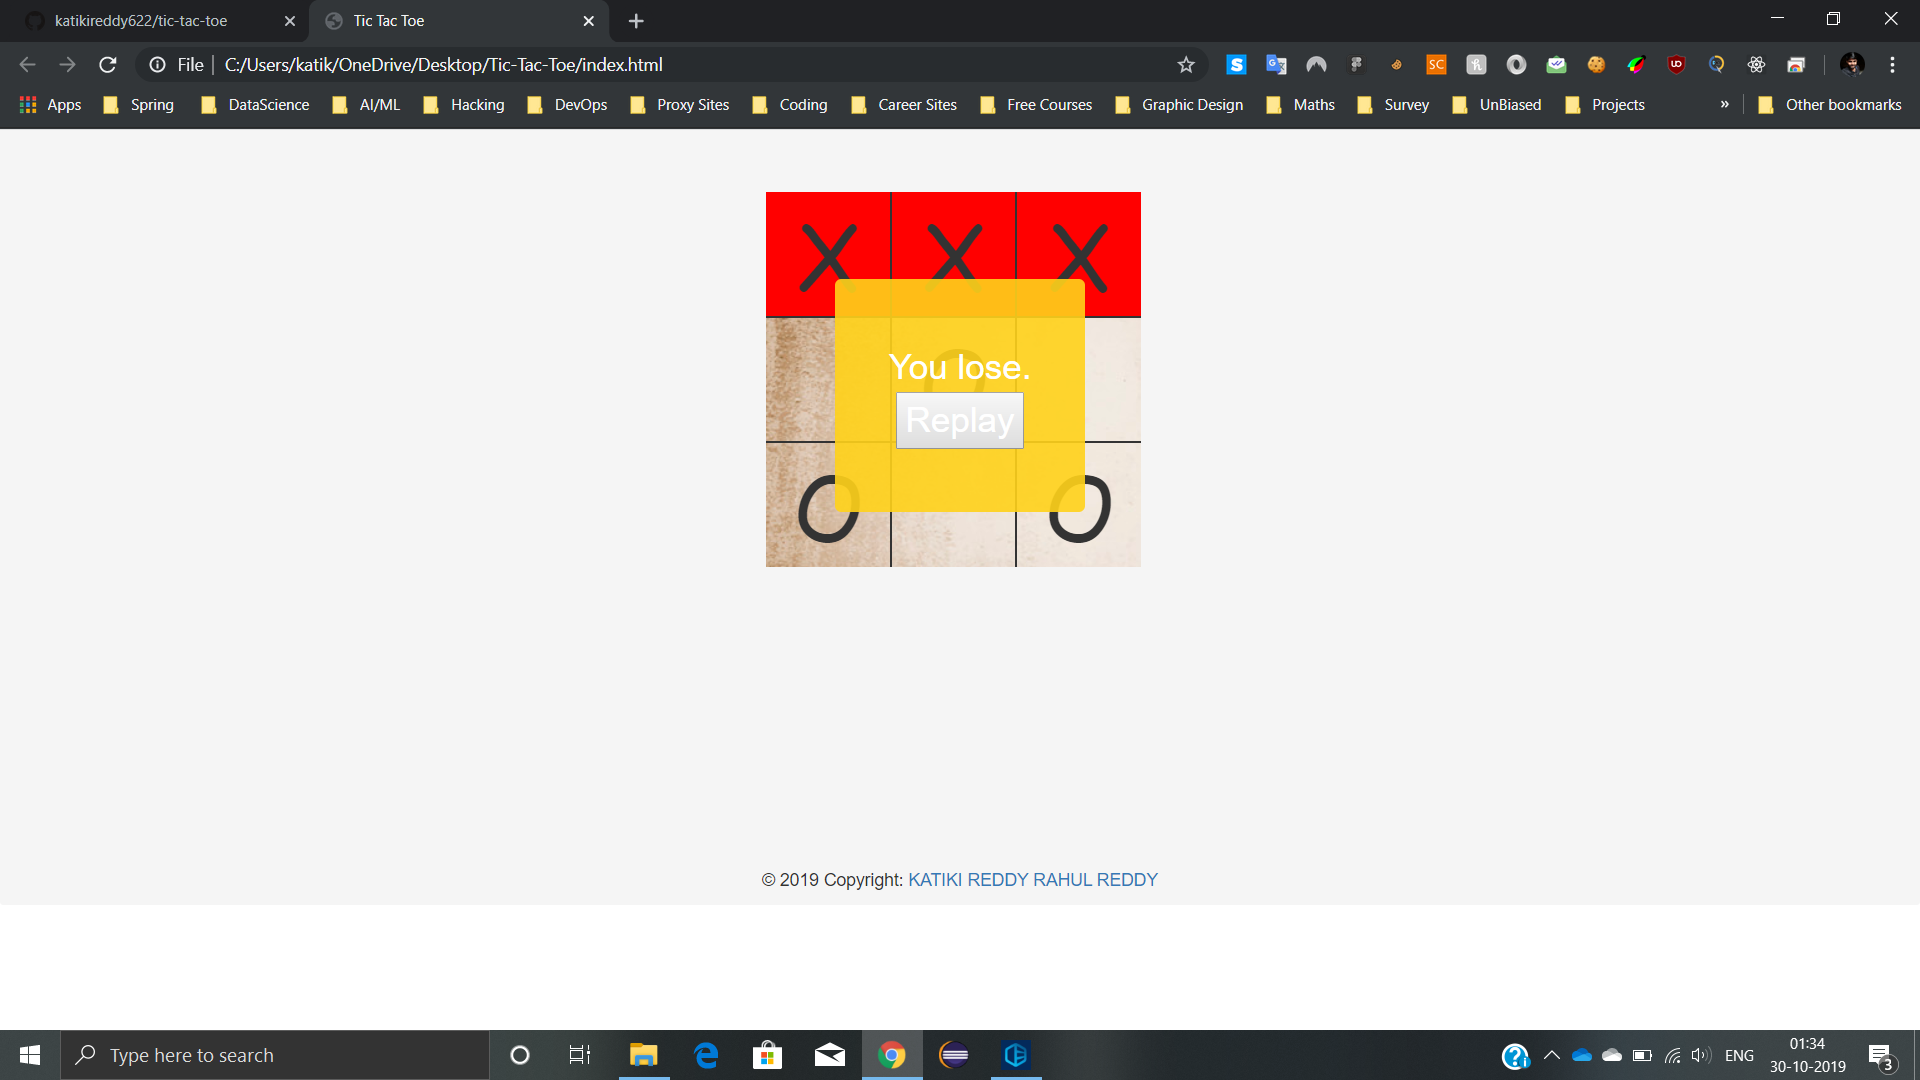 katikireddy622/tic-tac-toe
Tic Tac Toe
File
C:/Users/katik/OneDrive/Desktop/Tic-Tac-Toe/index.html
Apps Spring DataScience AI/ML Hacking DevOps Proxy Sites Coding Career Sites Free Courses Graphic Design Maths Survey UnBiased Projects » Other bookmarks
X X X
You lose.
Replay
O O
© 2019 Copyright: KATIKI REDDY RAHUL REDDY
Type here to search
ENG
01:34
30-10-2019
3